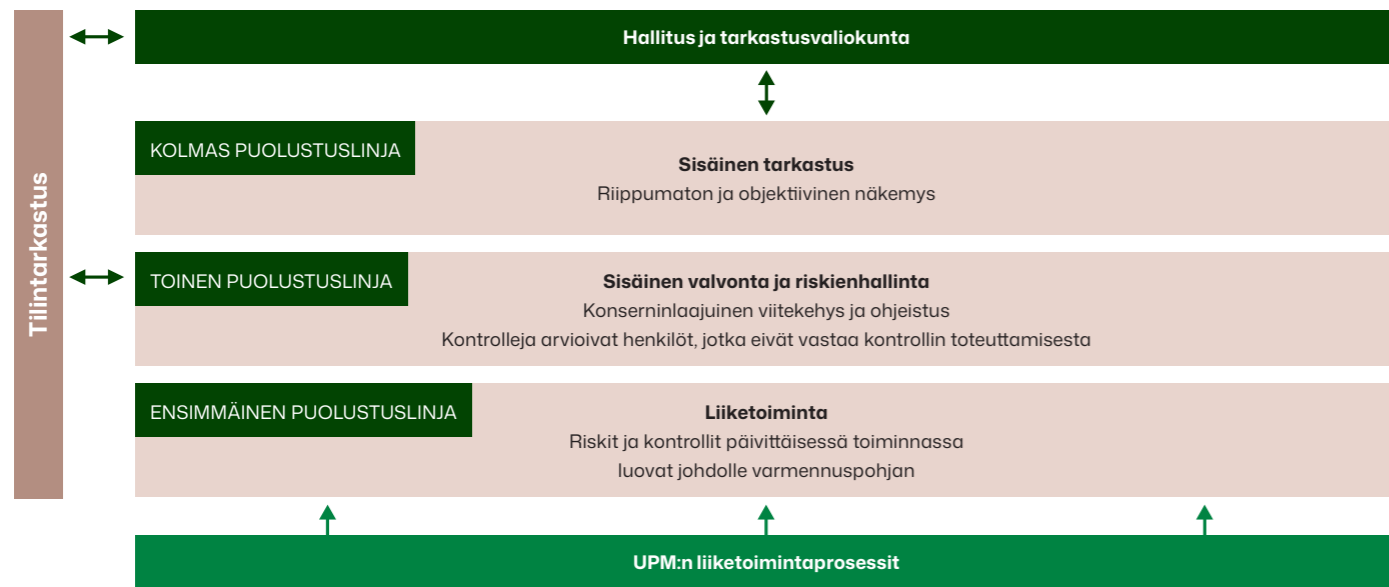 Tilintarkastus
Hallitus ja tarkastusvaliokunta
KOLMAS PUOLUSTUSLINJA
Sisäinen tarkastus
Riippumaton ja objektiivinen näkemys
TOINEN PUOLUSTUSLINJA
Sisäinen valvonta ja riskienhallinta
Konserninlaajuinen viitekehys ja ohjeistus
Kontrolleja arvioivat henkilöt, jotka eivät vastaa kontrollin toteuttamisesta
ENSIMMÄINEN PUOLUSTUSLINJA
Liiketoiminta
Riskit ja kontrollit päivittäisessä toiminnassa
luovat johdolle varmennuspohjan
UPM:n liiketoimintaprosessit